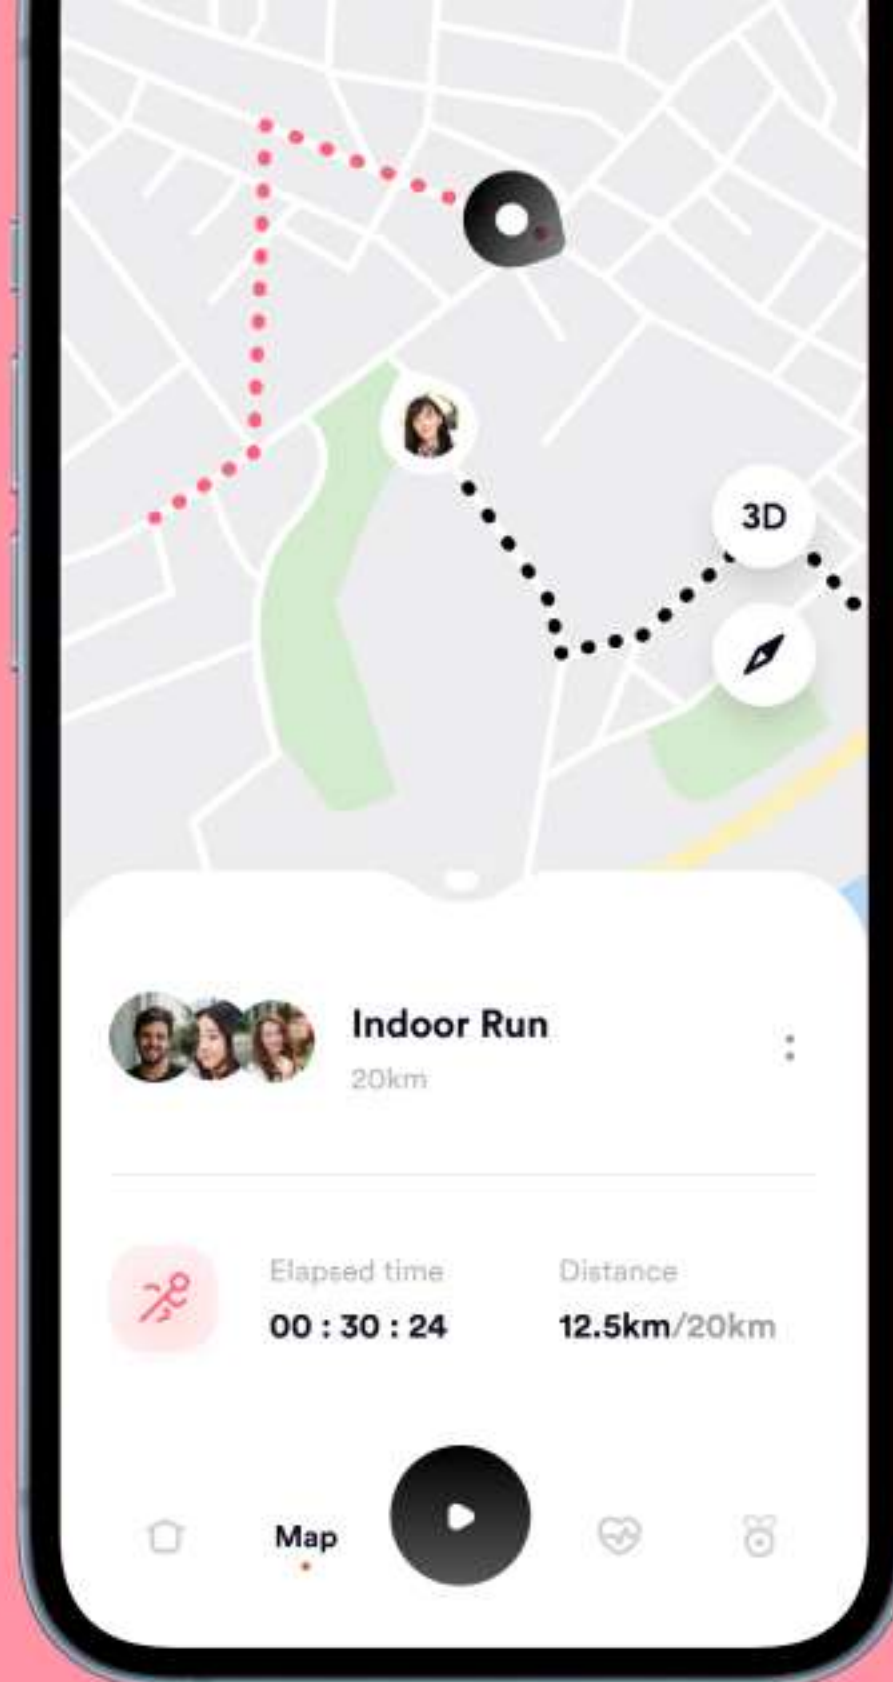 3D
Indoor Run
20km
Elapsed time
00 : 30 : 24
Distance
12.5km/20km
Map